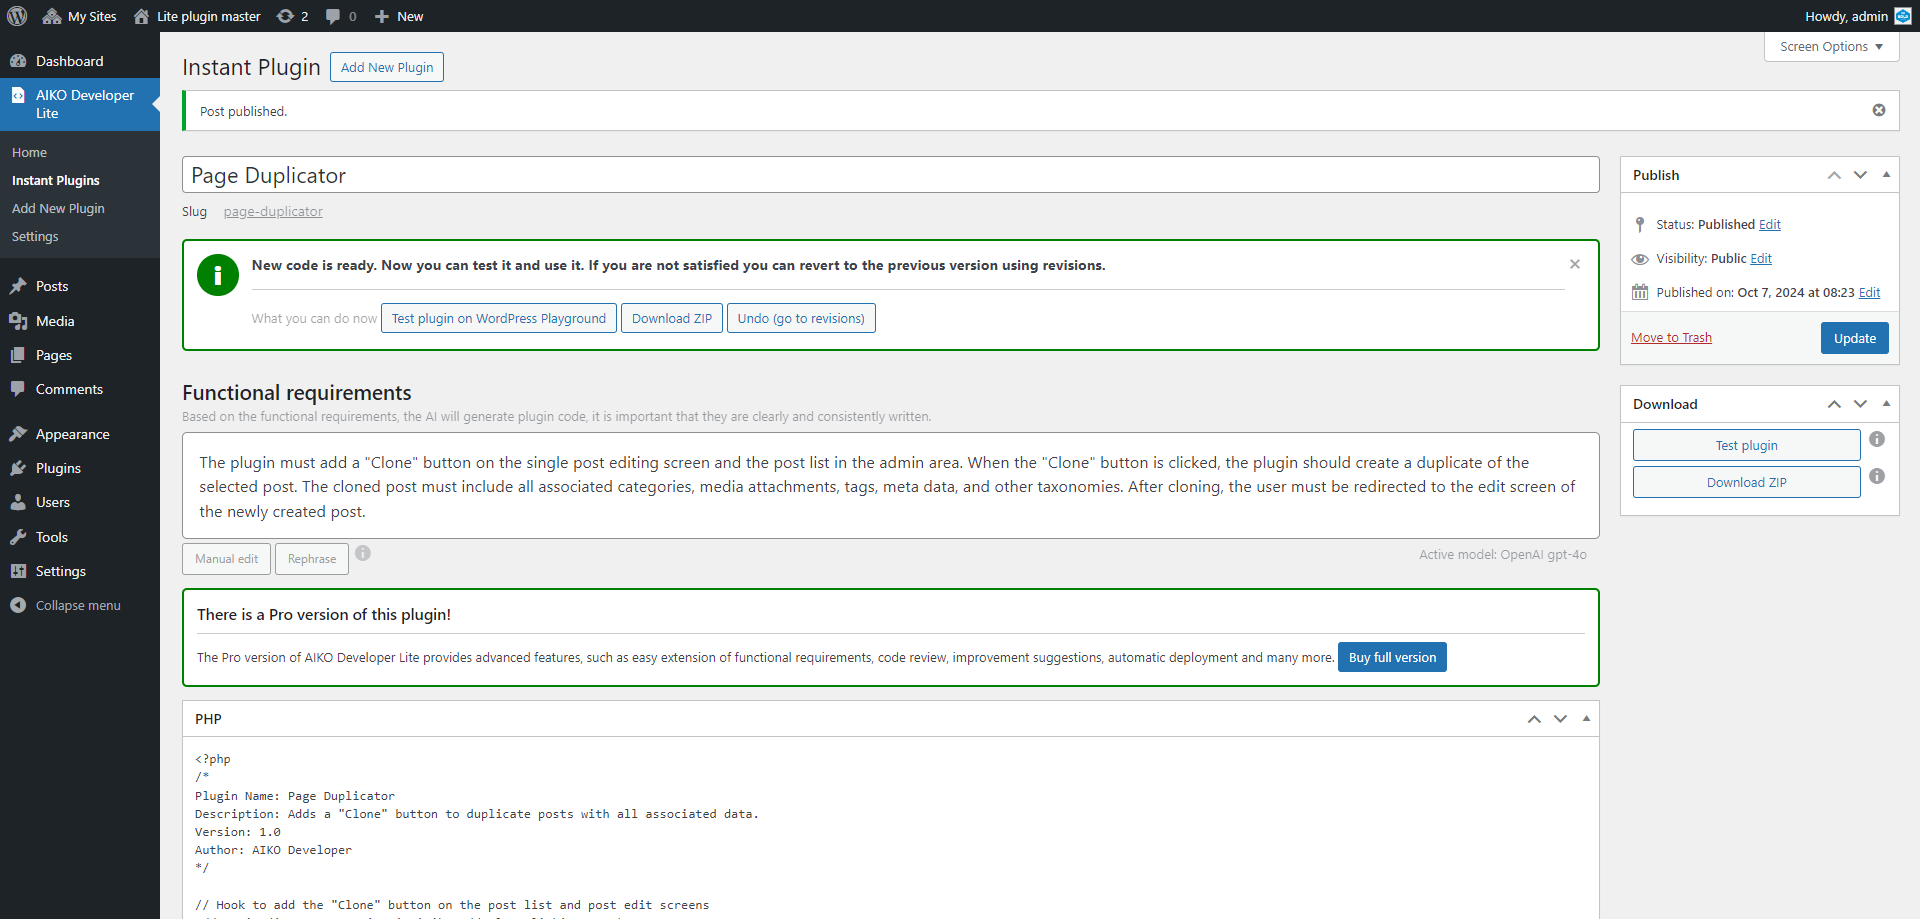 My Sites
Lite plugin master
2
0
New
Howdy, admin
Dashboard
AIKO Developer
Lite
Home
Instant Plugins
Add New Plugin
Settings
Posts
Media
Pages
Comments
Appearance
Plugins
Users
Tools
Settings
Collapse menu
Screen Options
Instant Plugin
Add New Plugin
Post published.
Page Duplicator
Slug page-duplicator
New code is ready. Now you can test it and use it. If you are not satisfied you can revert to the previous version using revisions.
What you can do now Test plugin on WordPress Playground Download ZIP Undo (go to revisions)
Functional requirements
Based on the functional requirements, the AI will generate plugin code, it is important that they are clearly and consistently written.
The plugin must add a "Clone" button on the single post editing screen and the post list in the admin area. When the "Clone" button is clicked, the plugin should create a duplicate of the
selected post. The cloned post must include all associated categories, media attachments, tags, meta data, and other taxonomies. After cloning, the user must be redirected to the edit screen of
the newly created post.
Manual edit Rephrase
Active model: OpenAI gpt-4o
There is a Pro version of this plugin!
The Pro version of AIKO Developer Lite provides advanced features, such as easy extension of functional requirements, code review, improvement suggestions, automatic deployment and many more. Buy full version
PHP
<?php
/*
Plugin Name: Page Duplicator
Description: Adds a "Clone" button to duplicate posts with all associated data.
Version: 1.0
Author: AIKO Developer
*/
// Hook to add the "Clone" button on the post list and post edit screens
Publish
Status: Published Edit
Visibility: Public Edit
Published on: Oct 7, 2024 at 08:23 Edit
Move to Trash
Update
Download
Test plugin
Download ZIP